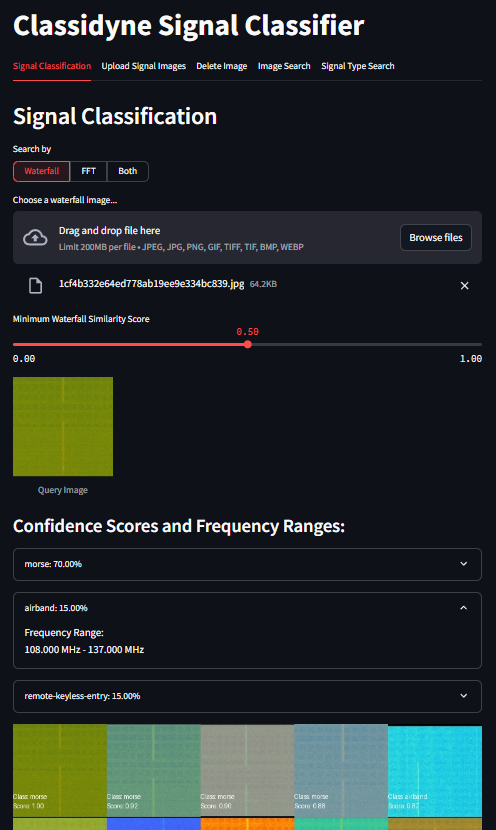 Classidyne Signal Classifier
Signal Classification Upload Signal Images Delete Image Image Search Signal Type Search
Signal Classification
Search by
Waterfall FFT Both
Choose a waterfall image...
Drag and drop file here
Limit 200MB per file • JPEG, JPG, PNG, GIF, TIFF, TIF, BMP, WEBP
Browse files
1cf4b332e64ed778ab19ee9e334bc839.jpg 64.2KB
Minimum Waterfall Similarity Score
0.50
0.00 1.00
Query Image
Confidence Scores and Frequency Ranges:
morse: 70.00%
airband: 15.00%
Frequency Range:
108.000 MHz - 137.000 MHz
remote-keyless-entry: 15.00%
Class morse Class morse Class morse Class morse Class airband
Score: 1.00 Score: 0.92 Score: 0.90 Score: 0.88 Score: 0.87